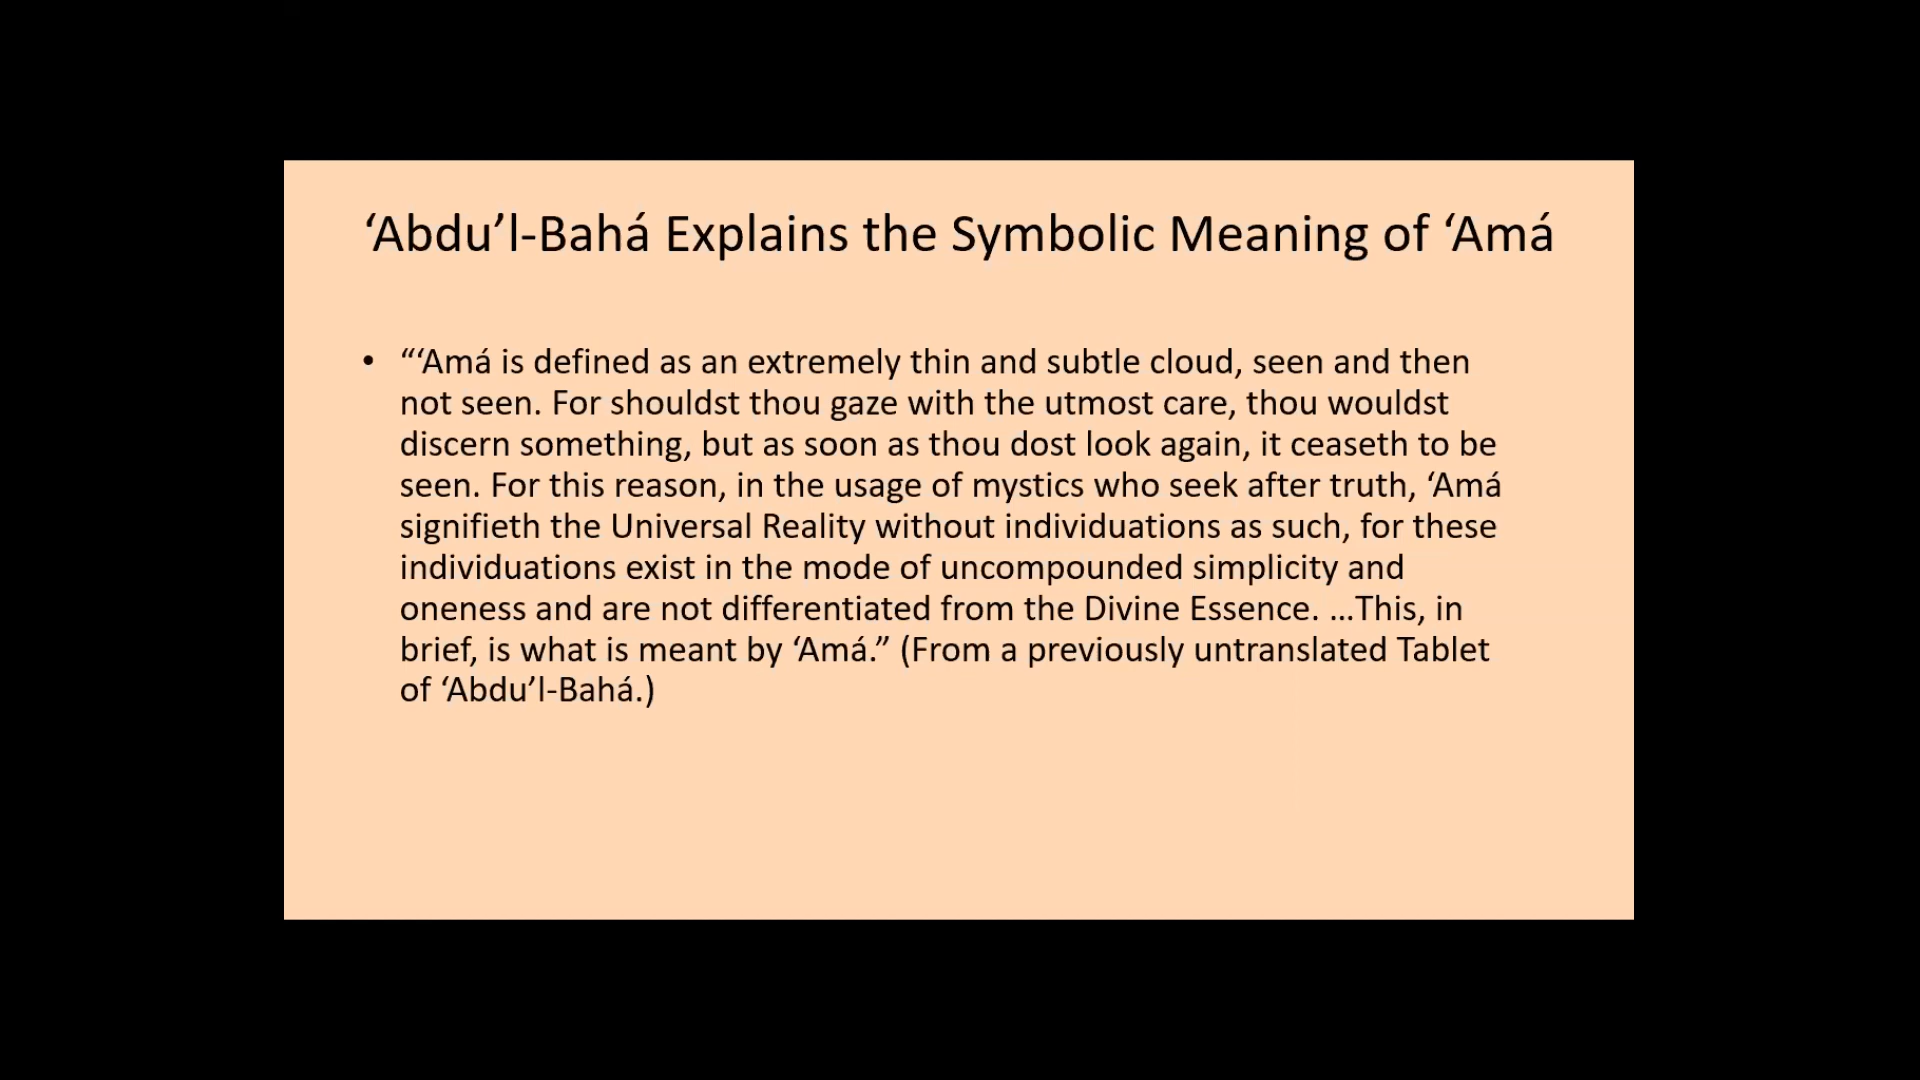 ‘Abdu’l-Bahá Explains the Symbolic Meaning of ‘Amá
• “‘Amá is defined as an extremely thin and subtle cloud, seen and then
not seen. For shouldst thou gaze with the utmost care, thou wouldst
discern something, but as soon as thou dost look again, it ceaseth to be
seen. For this reason, in the usage of mystics who seek after truth, ‘Amá
signifieth the Universal Reality without individuations as such, for these
individuations exist in the mode of uncompounded simplicity and
oneness and are not differentiated from the Divine Essence. …This, in
brief, is what is meant by ‘Amá.” (From a previously untranslated Tablet
of ‘Abdu’l-Bahá.)